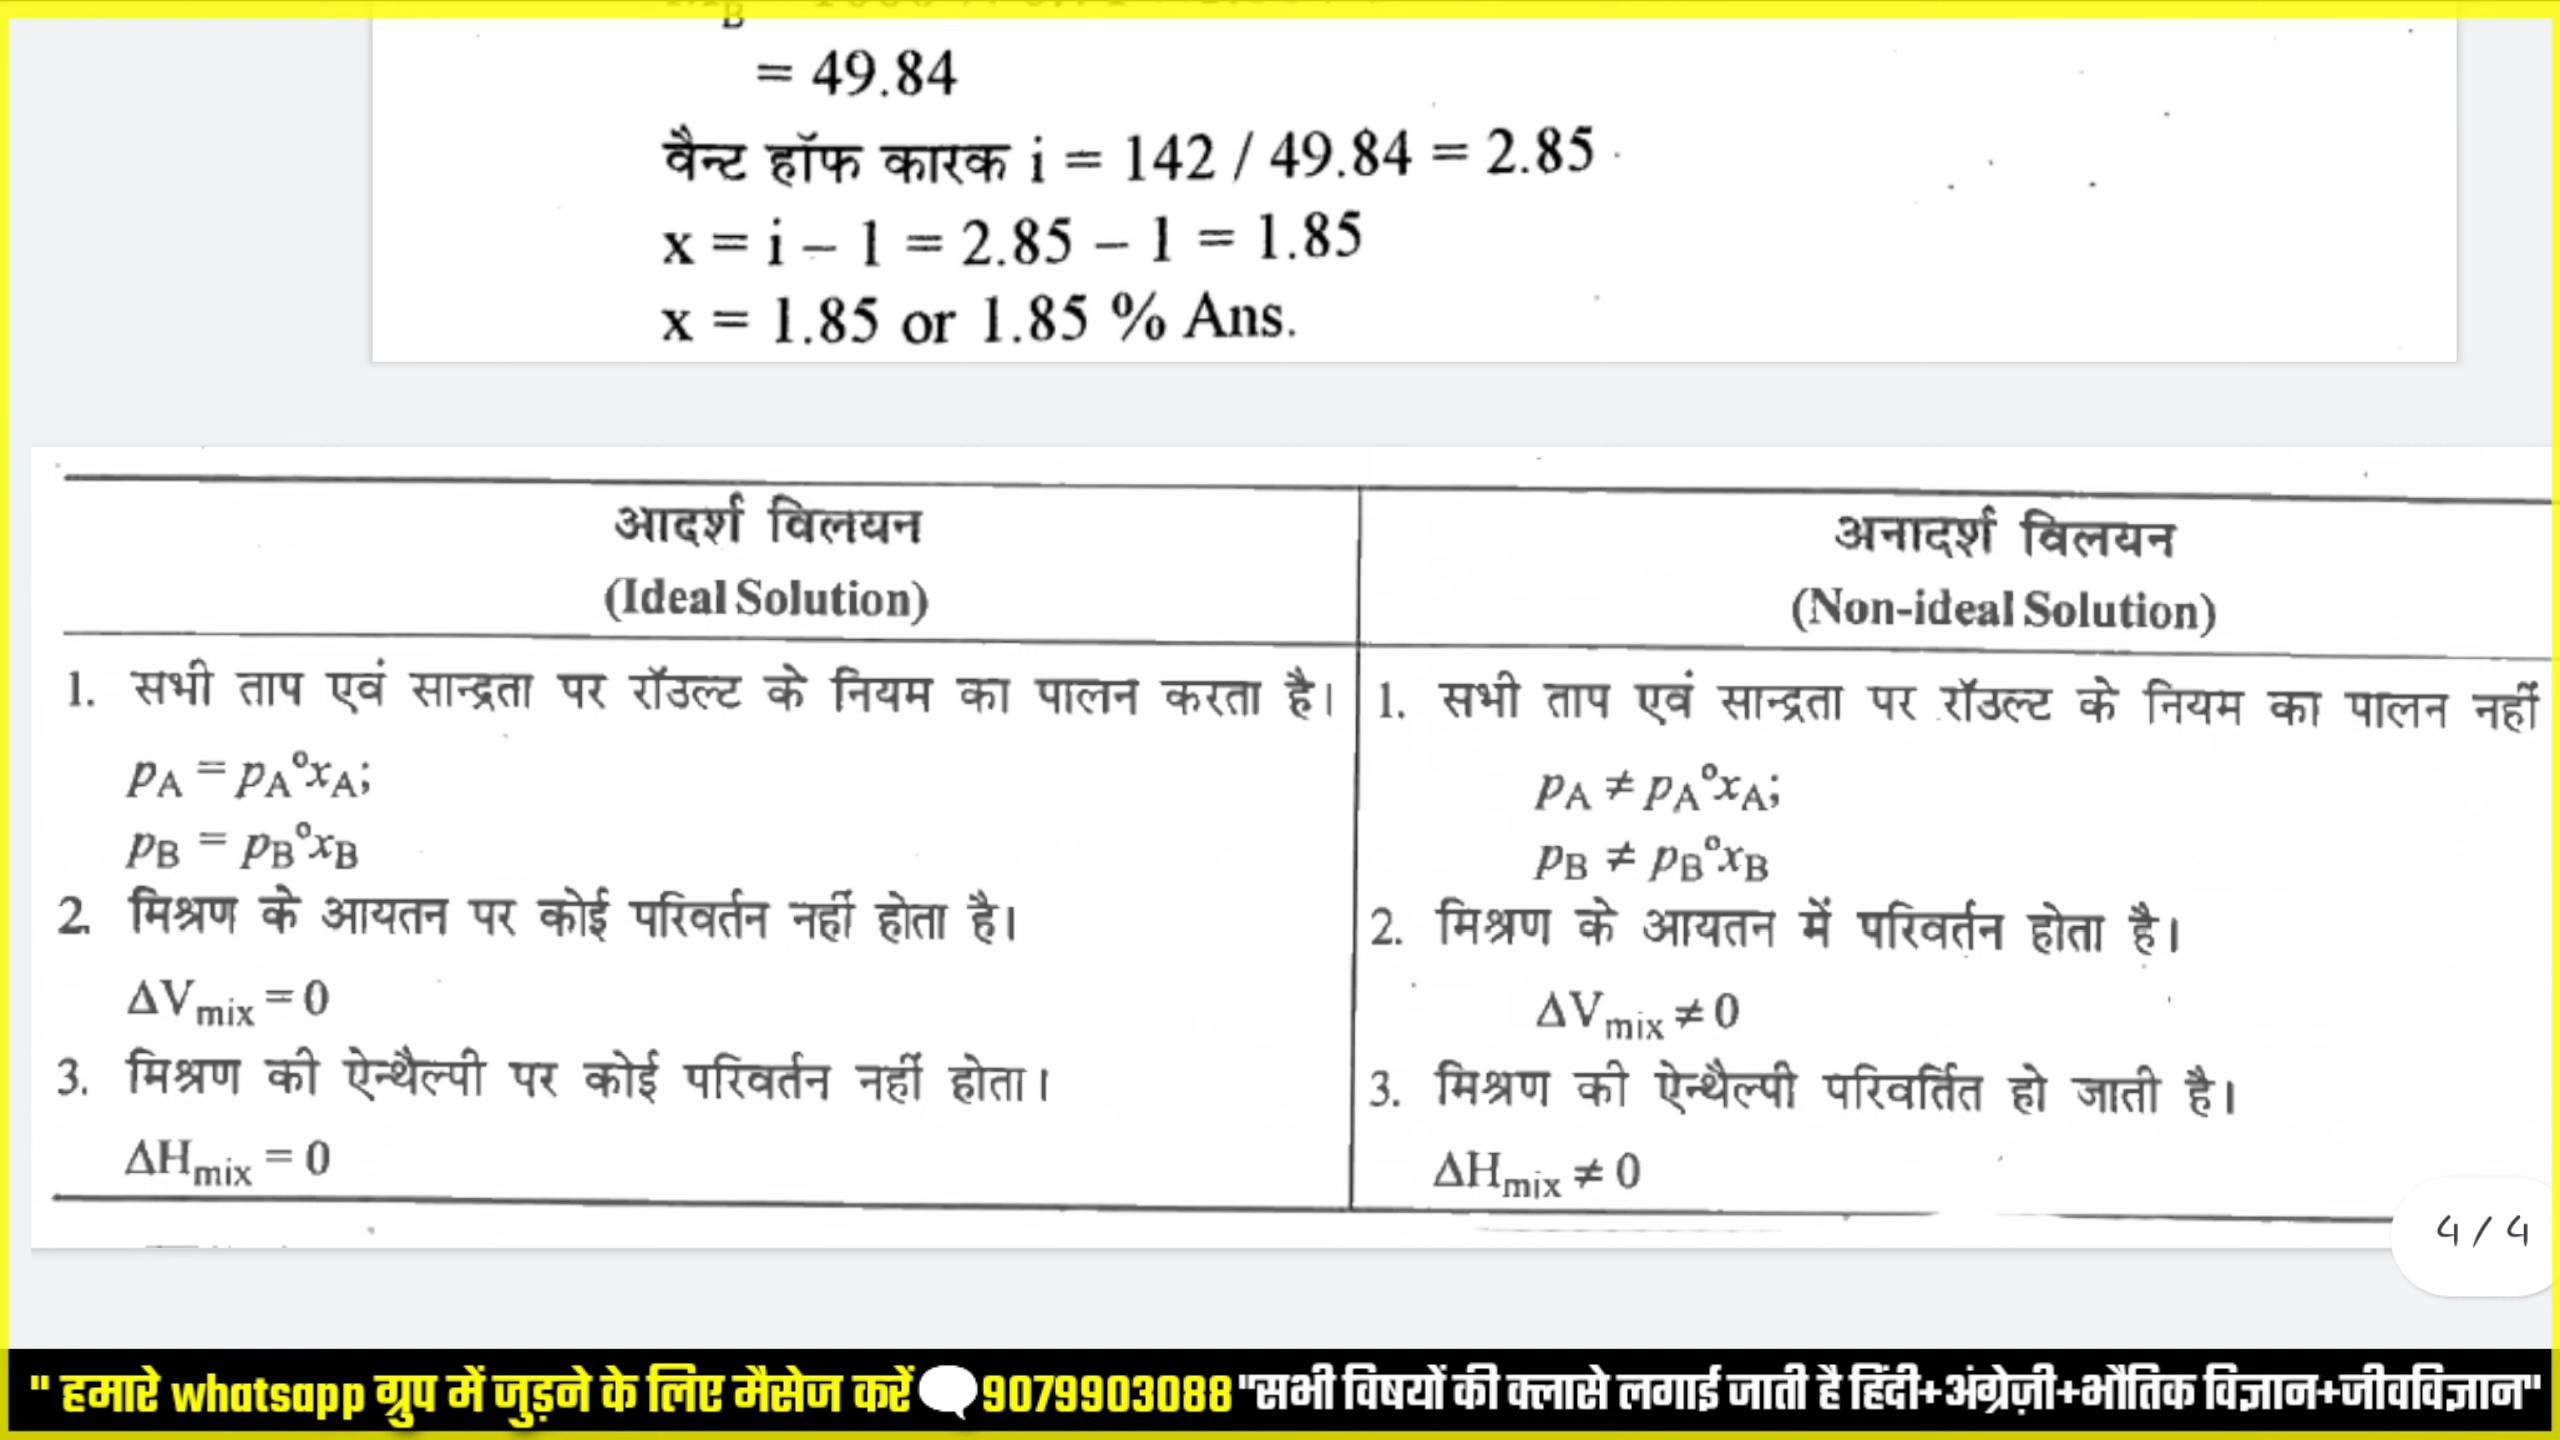 B
= 49.84
वैन्ट हॉफ कारक i = 142 / 49.84 = 2.85
x = i – 1 = 2.85 – 1 = 1.85
x = 1.85 or 1.85 % Ans.
आदर्श विलयन
(Ideal Solution)
1. सभी ताप एवं सान्द्रता पर रॉउल्ट के नियम का पालन करता है।
pA = pA°xA;
pB = pB°xB
2. मिश्रण के आयतन पर कोई परिवर्तन नहीं होता है।
ΔVmix = 0
3. मिश्रण की ऐन्थैल्पी पर कोई परिवर्तन नहीं होता।
ΔHmix = 0
अनादर्श विलयन
(Non-ideal Solution)
1. सभी ताप एवं सान्द्रता पर रॉउल्ट के नियम का पालन नहीं
pA ≠ pA°xA;
pB ≠ pB°xB
2. मिश्रण के आयतन में परिवर्तन होता है।
ΔVmix ≠ 0
3. मिश्रण की ऐन्थैल्पी परिवर्तित हो जाती है।
ΔHmix ≠ 0
4 / 4
" हमारे whatsapp ग्रुप में जुड़ने के लिए मैसेज करें 9079903088 "सभी विषयों की क्लासे लगाई जाती है हिंदी+अंग्रेज़ी+भौतिक विज्ञान+जीवविज्ञान"